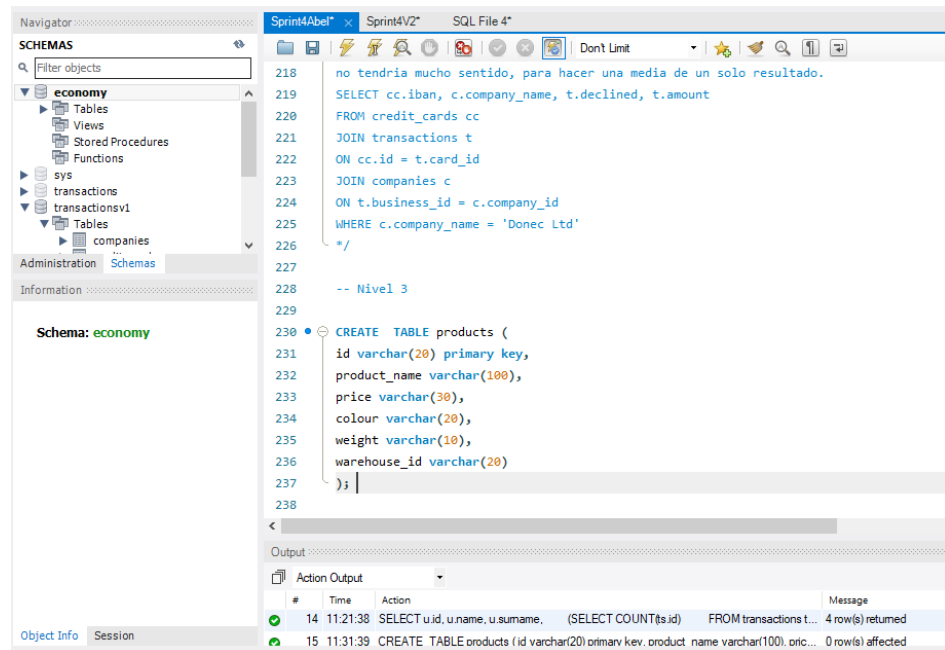 Navigator
SCHEMAS
Filter objects
economy
Tables
Views
Stored Procedures
Functions
sys
transactions
transactionsv1
Tables
companies
Administration Schemas
Information
Schema: economy
Object Info Session
Sprint4Abel* × Sprint4V2* SQL File 4*
Don't Limit
218 no tendria mucho sentido, para hacer una media de un solo resultado.
219 SELECT cc.iban, c.company_name, t.declined, t.amount
220 FROM credit_cards cc
221 JOIN transactions t
222 ON cc.id = t.card_id
223 JOIN companies c
224 ON t.business_id = c.company_id
225 WHERE c.company_name = 'Donec Ltd'
226 */
227
228 -- Nivel 3
229
230 CREATE TABLE products (
231 id varchar(20) primary key,
232 product_name varchar(100),
233 price varchar(30),
234 colour varchar(20),
235 weight varchar(10),
236 warehouse_id varchar(20)
237 );
238
Output
Action Output
# Time Action Message
14 11:21:38 SELECT u.id, u.name, u.surname, (SELECT COUNT(ts.id) FROM transactions t... 4 row(s) returned
15 11:31:39 CREATE TABLE products ( id varchar(20) primary key, product_name varchar(100), pric... 0 row(s) affected